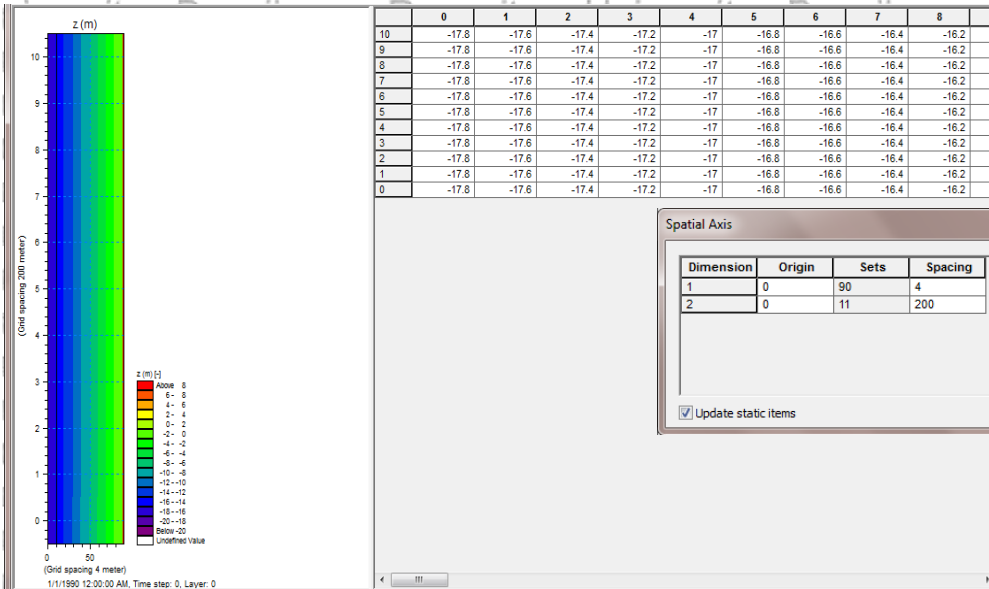 z (m)
10
9
8
7
6
5
4
3
2
1
0
(Grid spacing 200 meter)
0 50
(Grid spacing 4 meter)
1/1/1990 12:00:00 AM, Time step: 0, Layer: 0
z (m) [-]
Above 8
6 - 8
4 - 6
2 - 4
0 - 2
-2 - 0
-4 - -2
-6 - -4
-8 - -6
-10 - -8
-12 - -10
-14 - -12
-16 - -14
-18 - -16
-20 - -18
Below -20
Undefined Value
0 1 2 3 4 5 6 7 8
10 -17.8 -17.6 -17.4 -17.2 -17 -16.8 -16.6 -16.4 -16.2
9 -17.8 -17.6 -17.4 -17.2 -17 -16.8 -16.6 -16.4 -16.2
8 -17.8 -17.6 -17.4 -17.2 -17 -16.8 -16.6 -16.4 -16.2
7 -17.8 -17.6 -17.4 -17.2 -17 -16.8 -16.6 -16.4 -16.2
6 -17.8 -17.6 -17.4 -17.2 -17 -16.8 -16.6 -16.4 -16.2
5 -17.8 -17.6 -17.4 -17.2 -17 -16.8 -16.6 -16.4 -16.2
4 -17.8 -17.6 -17.4 -17.2 -17 -16.8 -16.6 -16.4 -16.2
3 -17.8 -17.6 -17.4 -17.2 -17 -16.8 -16.6 -16.4 -16.2
2 -17.8 -17.6 -17.4 -17.2 -17 -16.8 -16.6 -16.4 -16.2
1 -17.8 -17.6 -17.4 -17.2 -17 -16.8 -16.6 -16.4 -16.2
0 -17.8 -17.6 -17.4 -17.2 -17 -16.8 -16.6 -16.4 -16.2
Spatial Axis
Dimension Origin Sets Spacing
1 0 90 4
2 0 11 200
Update static items